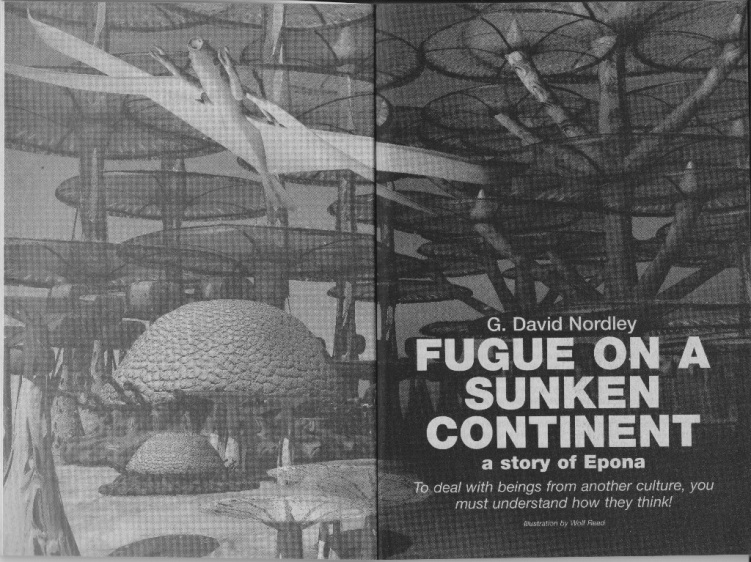 G. David Nordley
FUGUE ON A
SUNKEN
CONTINENT
a story of Epona
To deal with beings from another culture, you
must understand how they think!
Illustration by Wolf Read